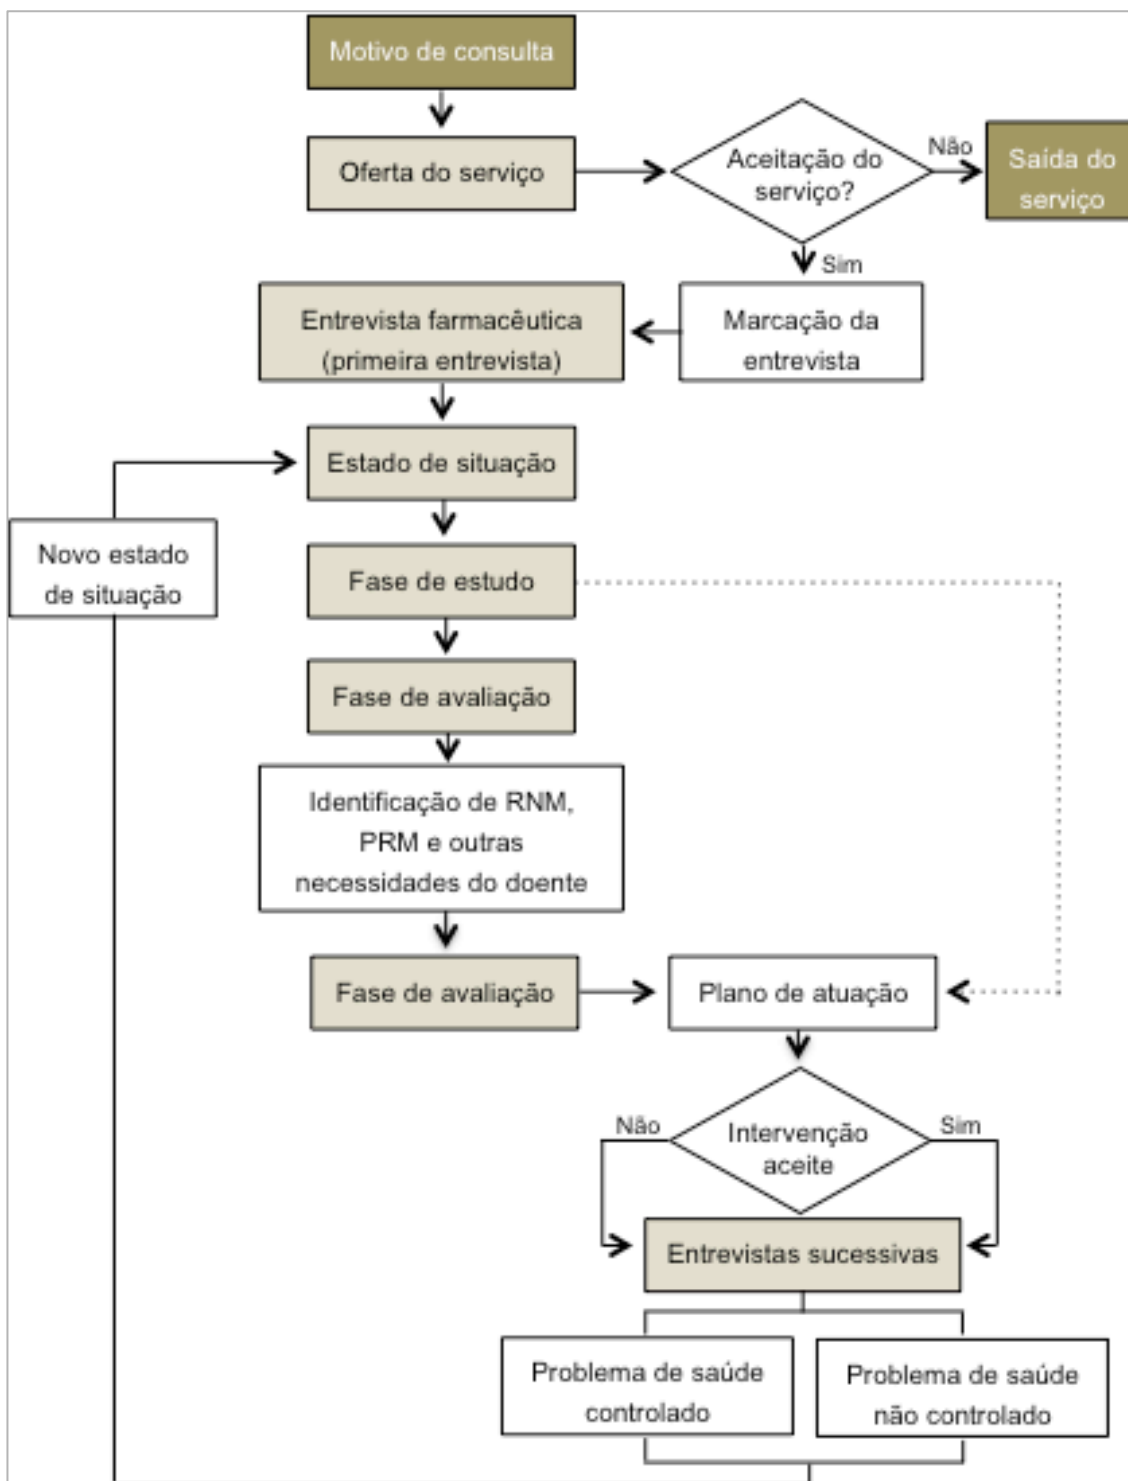 Motivo de consulta
Oferta do serviço
Aceitação do
serviço?
Não
Saída do
serviço
Sim
Entrevista farmacêutica
(primeira entrevista)
Marcação da
entrevista
Estado de situação
Novo estado
de situação
Fase de estudo
Fase de avaliação
Identificação de RNM,
PRM e outras
necessidades do doente
Fase de avaliação
Plano de atuação
Não
Intervenção
aceite
Sim
Entrevistas sucessivas
Problema de saúde
controlado
Problema de saúde
não controlado